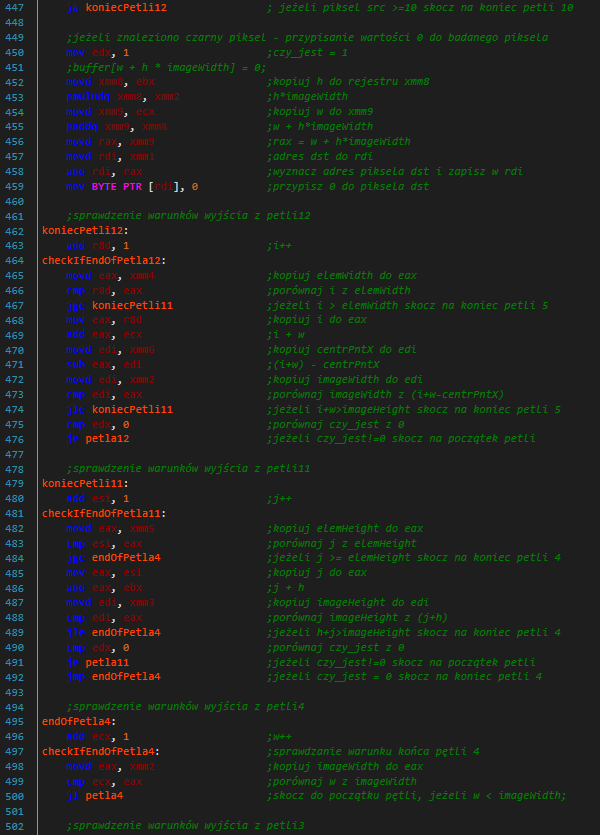 447 jg koniecPetli12 ; jeżeli piksel src >=10 skocz na koniec petli 10
448
449 ;jeżeli znaleziono czarny piksel - przypisanie wartości 0 do badanego piksela
450 mov edx, 1 ;czy_jest = 1
451 ;buffer[w + h * imageWidth] = 0;
452 movd xmm8, ebx ;kopiuj h do rejestru xmm8
453 pmuludq xmm8, xmm2 ;h*imageWidth
454 movd xmm9, ecx ;kopiuj w do xmm9
455 paddq xmm9, xmm8 ;w + h*imageWidth
456 movd rax, xmm9 ;rax = w + h*imageWidth
457 movd rdi, xmm1 ;adres dst do rdi
458 add rdi, rax ;wyznacz adres piksela dst i zapisz w rdi
459 mov BYTE PTR [rdi], 0 ;przypisz 0 do piksela dst
460
461 ;sprawdzenie warunków wyjścia z petli12
462 koniecPetli12:
463 add r8d, 1 ;i++
464 checkIfEndOfPetla12:
465 movd eax, xmm4 ;kopiuj elemWidth do eax
466 cmp r8d, eax ;porównaj i z elemWidth
467 jge koniecPetli11 ;jeżeli i > elemWidth skocz na koniec petli 5
468 mov eax, r8d ;kopiuj i do eax
469 add eax, ecx ;i + w
470 movd edi, xmm6 ;kopiuj centrPntX do edi
471 sub eax, edi ;(i+w) - centrPntX
472 movd edi, xmm2 ;kopiuj imageWidth do edi
473 cmp edi, eax ;porównaj imageWidth z (i+w-centrPntX)
474 jle koniecPetli11 ;jeżeli i+w>imageHeight skocz na koniec petli 5
475 cmp edx, 0 ;porównaj czy_jest z 0
476 je petla12 ;jeżeli czy_jest!=0 skocz na początek petli
477
478 ;sprawdzenie warunków wyjścia z petli11
479 koniecPetli11:
480 add esi, 1 ;j++
481 checkIfEndOfPetla11:
482 movd eax, xmm5 ;kopiuj elemHeight do eax
483 cmp esi, eax ;porównaj j z elemHeight
484 jge endOfPetla4 ;jeżeli j >= elemHeight skocz na koniec petli 4
485 mov eax, esi ;kopiuj j do eax
486 add eax, ebx ;j + h
487 movd edi, xmm3 ;kopiuj imageHeight do edi
488 cmp edi, eax ;porównaj imageHeight z (j+h)
489 jle endOfPetla4 ;jeżeli h+j>imageHeight skocz na koniec petli 4
490 cmp edx, 0 ;porównaj czy_jest z 0
491 je petla11 ;jeżeli czy_jest!=0 skocz na początek petli
492 jmp endOfPetla4 ;jeżeli czy_jest = 0 skocz na koniec petli 4
493
494 ;sprawdzenie warunków wyjścia z petli4
495 endOfPetla4:
496 add ecx, 1 ;w++
497 checkIfEndOfPetla4: ;sprawdzanie warunku końca pętli 4
498 movd eax, xmm2 ;kopiuj imageWidth do eax
499 cmp ecx, eax ;porównaj w z imageWidth
500 jl petla4 ;skocz do początku pętli, jeżeli w < imageWidth;
501
502 ;sprawdzenie warunków wyjścia z petli3